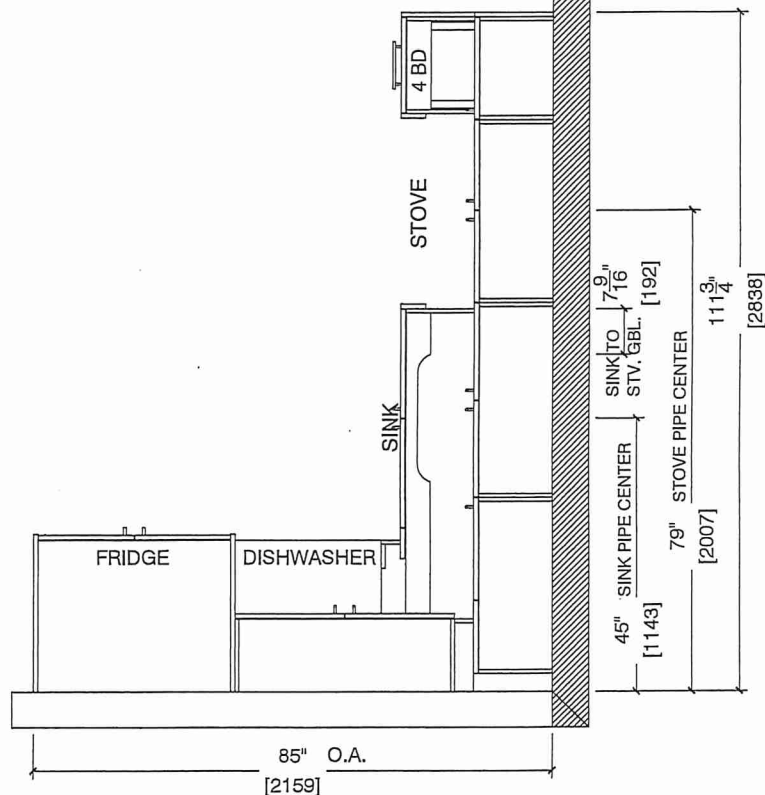 4 BD
STOVE
SINK
FRIDGE
DISHWASHER
7 9/16"
[192]
SINK TO
STV. GBL.
111 3/4"
[2838]
STOVE PIPE CENTER
79"
[2007]
SINK PIPE CENTER
45"
[1143]
85" O.A.
[2159]